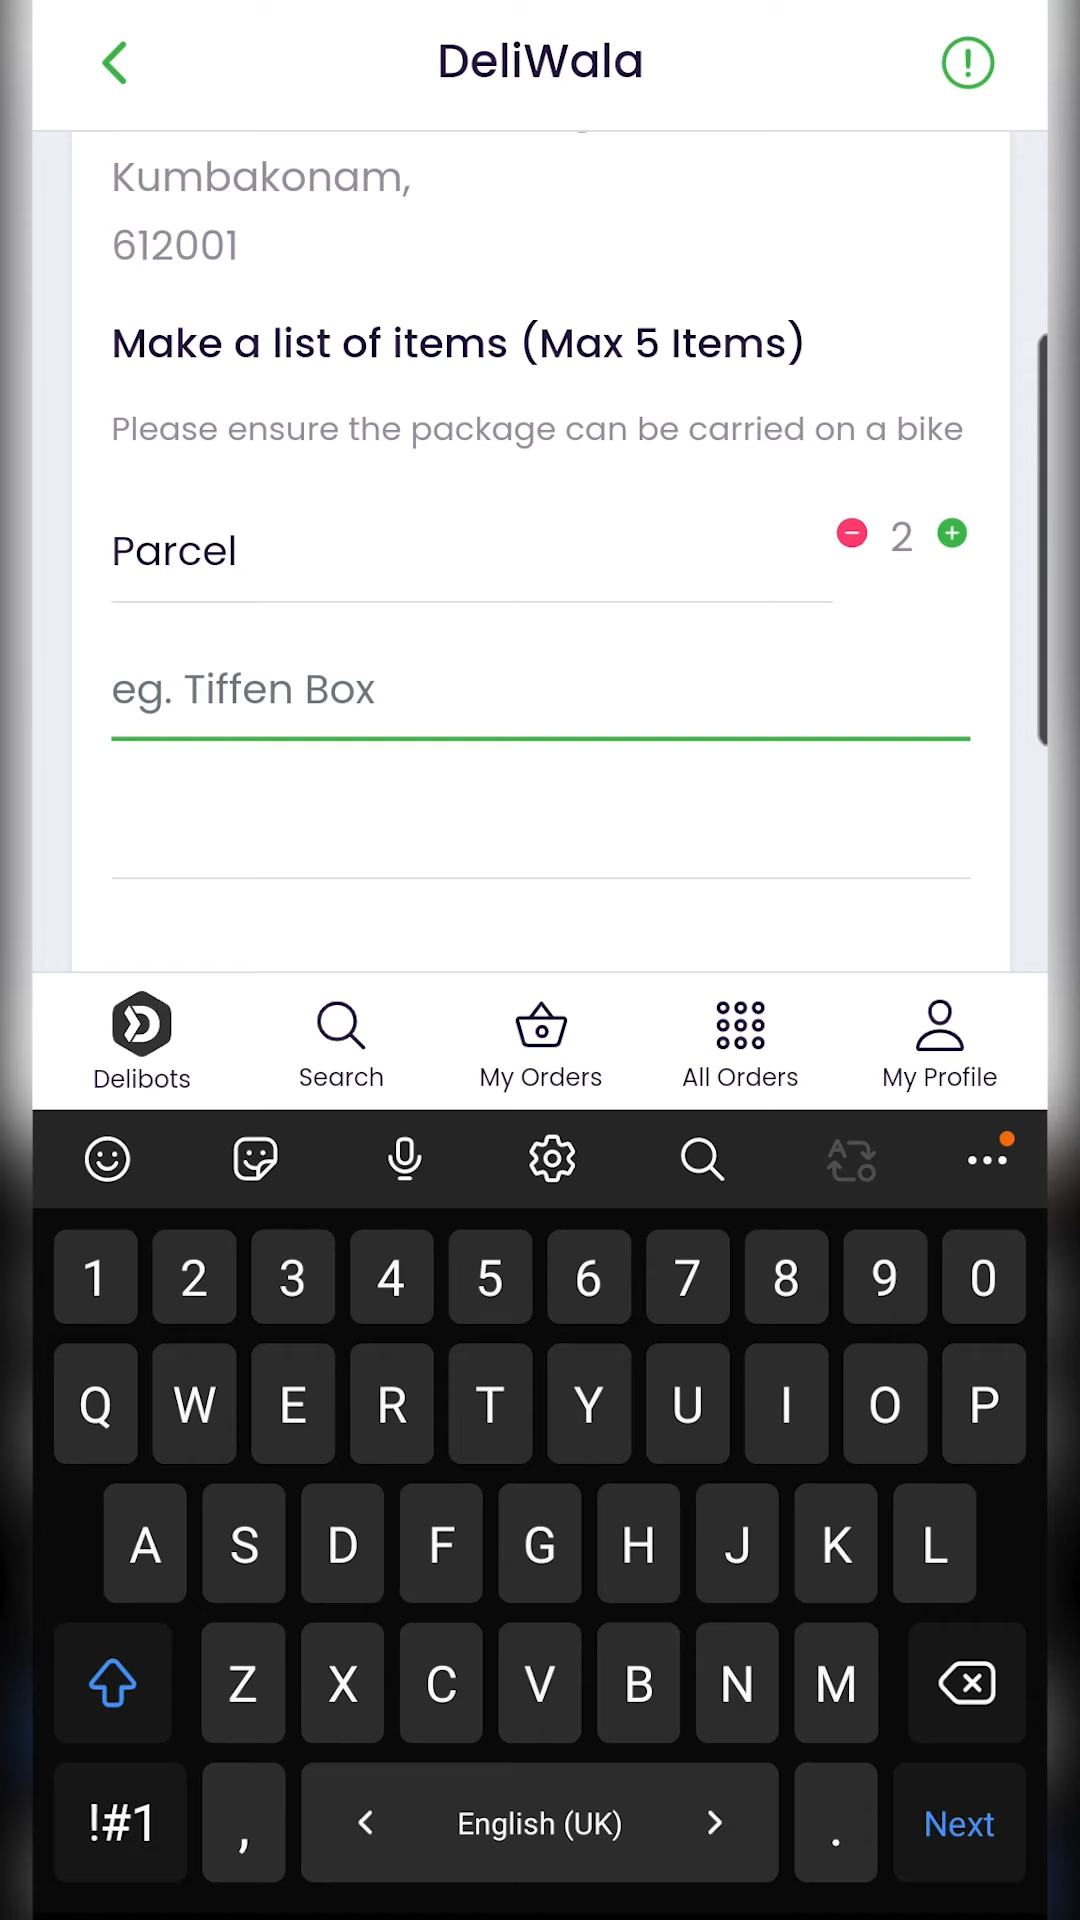 DeliWala
Kumbakonam,
612001
Make a list of items (Max 5 Items)
Please ensure the package can be carried on a bike
Parcel
2
eg. Tiffen Box
Delibots
Search
My Orders
All Orders
My Profile
1 2 3 4 5 6 7 8 9 0
Q W E R T Y U I O P
A S D F G H J K L
Z X C V B N M
!#1 , < English (UK) > . Next